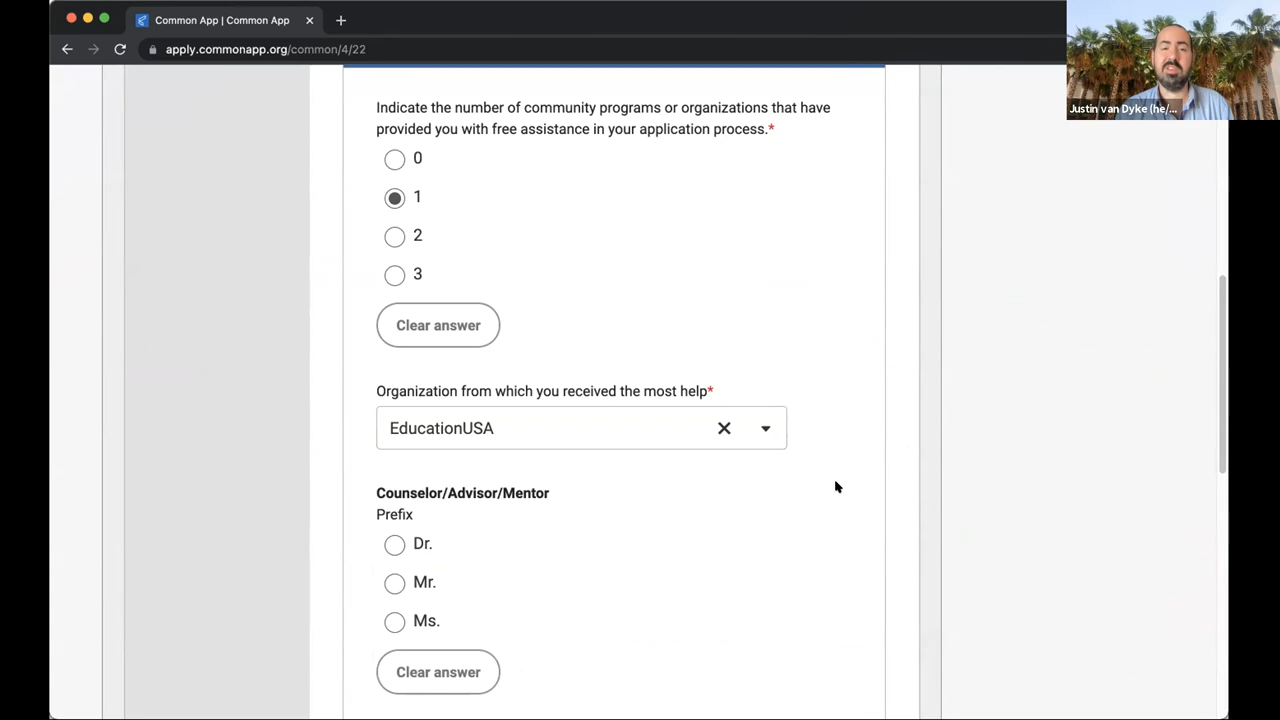 Common App | Common App
apply.commonapp.org/common/4/22
Justin van Dyke (he/...
Indicate the number of community programs or organizations that have
provided you with free assistance in your application process.*
0
1
2
3
Clear answer
Organization from which you received the most help*
EducationUSA
Counselor/Advisor/Mentor
Prefix
Dr.
Mr.
Ms.
Clear answer